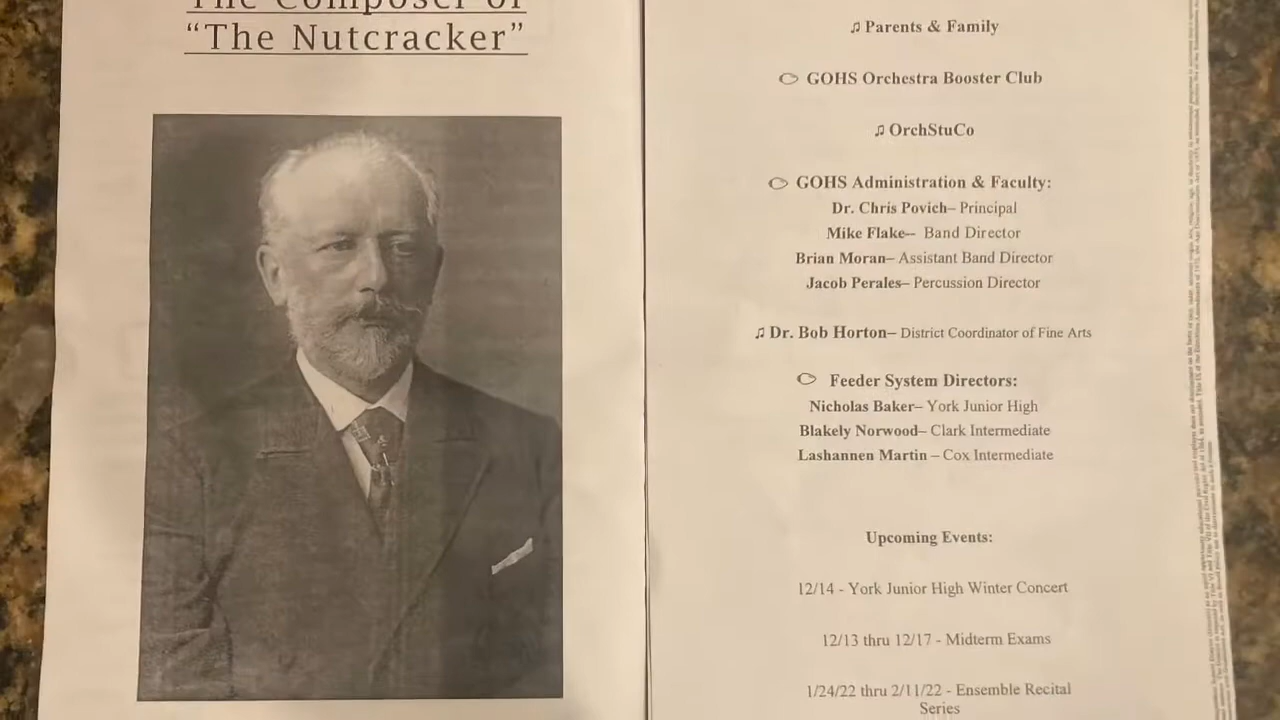 The Composer of
“The Nutcracker”
♫ Parents & Family
GOHS Orchestra Booster Club
♫ OrchStuCo
GOHS Administration & Faculty:
Dr. Chris Povich– Principal
Mike Flake– Band Director
Brian Moran– Assistant Band Director
Jacob Perales– Percussion Director
♫ Dr. Bob Horton– District Coordinator of Fine Arts
Feeder System Directors:
Nicholas Baker– York Junior High
Blakely Norwood– Clark Intermediate
Lashannen Martin – Cox Intermediate
Upcoming Events:
12/14 - York Junior High Winter Concert
12/13 thru 12/17 - Midterm Exams
1/24/22 thru 2/11/22 - Ensemble Recital
Series